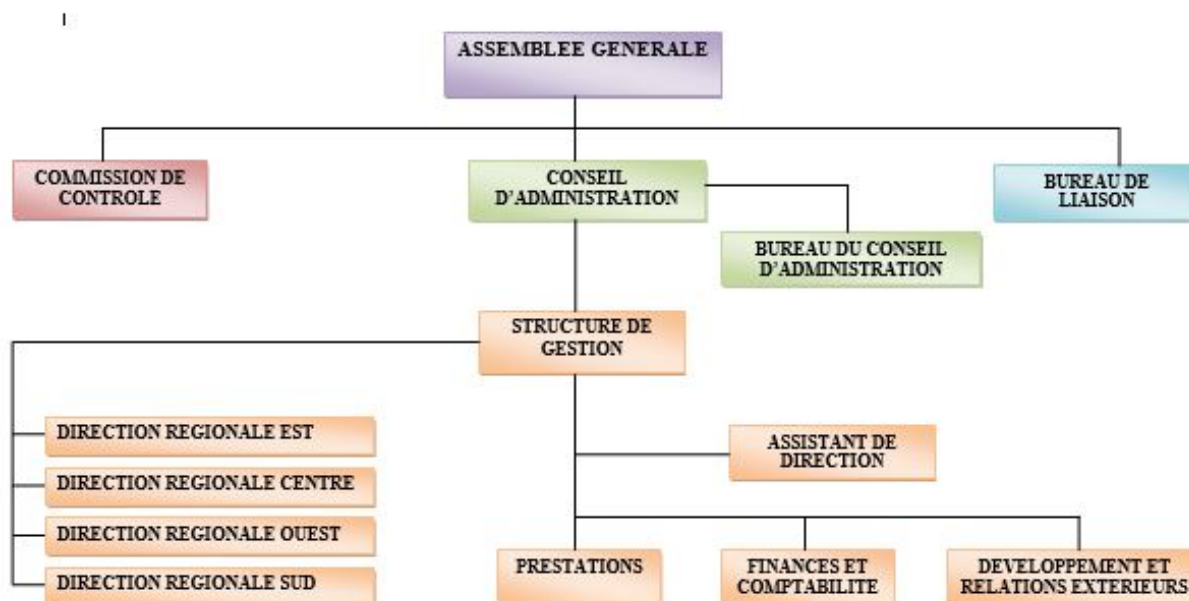 ASSEMBLEE GENERALE
COMMISSION DE
CONTROLE
CONSEIL
D'ADMINISTRATION
BUREAU DE
LIAISON
BUREAU DU CONSEIL
D'ADMINISTRATION
STRUCTURE DE
GESTION
DIRECTION REGIONALE EST
DIRECTION REGIONALE CENTRE
DIRECTION REGIONALE OUEST
DIRECTION REGIONALE SUD
ASSISTANT DE
DIRECTION
PRESTATIONS
FINANCES ET
COMPTABILITE
DEVELOPPEMENT ET
RELATIONS EXTERIEURS